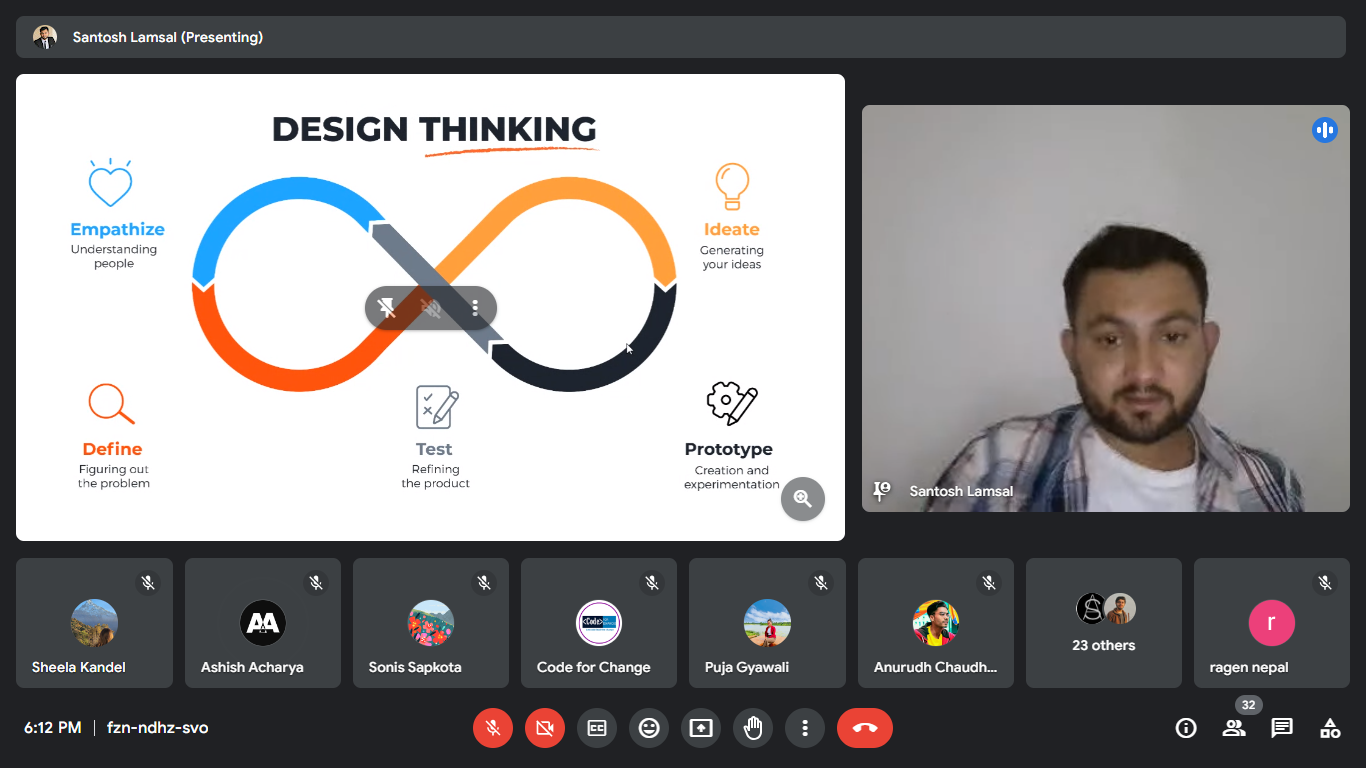 Santosh Lamsal (Presenting)
DESIGN THINKING
Empathize
Understanding
people
Ideate
Generating
your ideas
Define
Figuring out
the problem
Test
Refining
the product
Prototype
Creation and
experimentation
Santosh Lamsal
Sheela Kandel
Ashish Acharya
Sonis Sapkota
Code for Change
Puja Gyawali
Anurudh Chaudh...
23 others
r
ragen nepal
6:12 PM | fzn-ndhz-svo
32